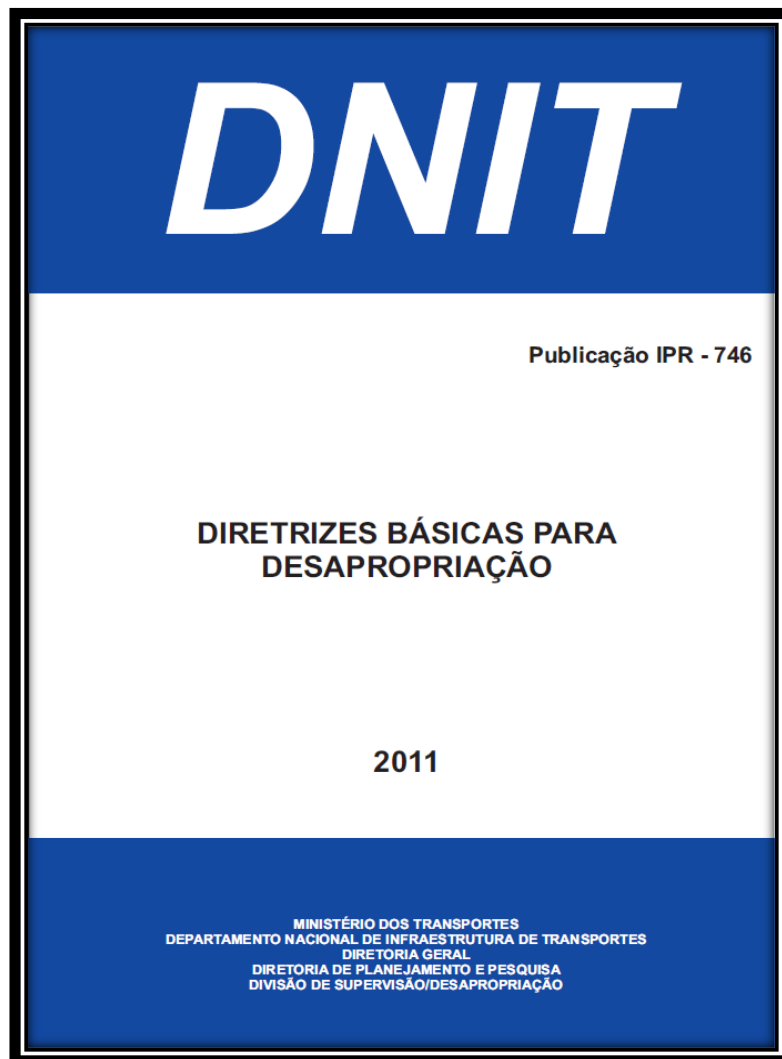 DNIT
Publicação IPR - 746
DIRETRIZES BÁSICAS PARA
DESAPROPRIAÇÃO
2011
MINISTÉRIO DOS TRANSPORTES
DEPARTAMENTO NACIONAL DE INFRAESTRUTURA DE TRANSPORTES
DIRETORIA GERAL
DIRETORIA DE PLANEJAMENTO E PESQUISA
DIVISÃO DE SUPERVISÃO/DESAPROPRIAÇÃO